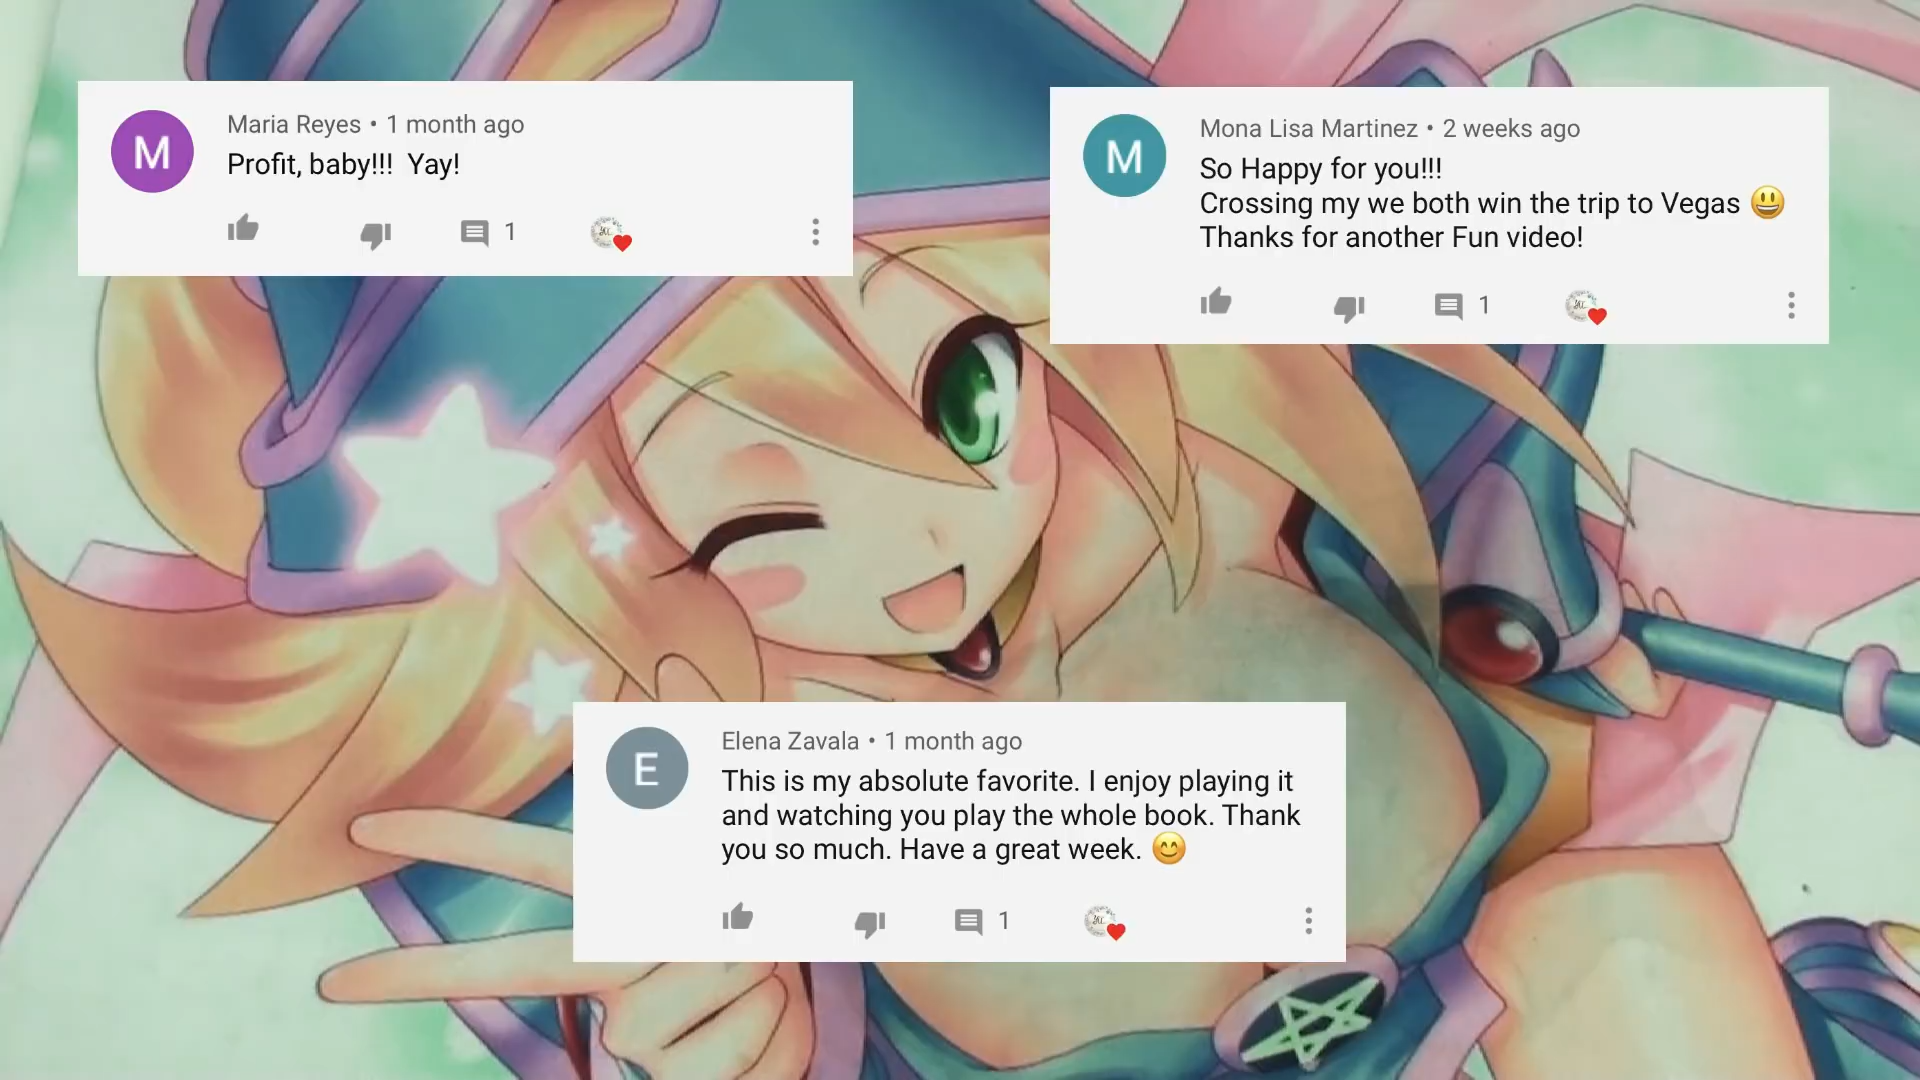 M
Maria Reyes • 1 month ago
Profit, baby!!! Yay!
1
M
Mona Lisa Martinez • 2 weeks ago
So Happy for you!!!
Crossing my we both win the trip to Vegas 😃
Thanks for another Fun video!
1
E
Elena Zavala • 1 month ago
This is my absolute favorite. I enjoy playing it
and watching you play the whole book. Thank
you so much. Have a great week. 😊
1